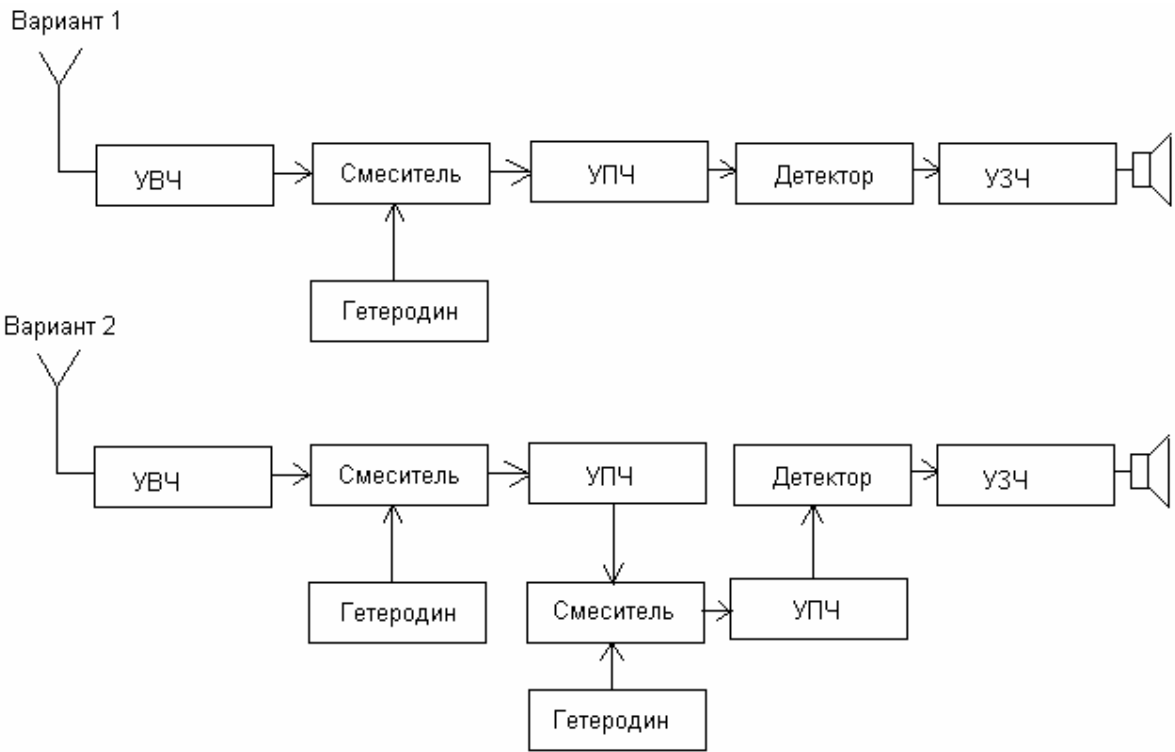 Вариант 1
УВЧ
Смеситель
УПЧ
Детектор
УЗЧ
Гетеродин
Вариант 2
УВЧ
Смеситель
УПЧ
Детектор
УЗЧ
Гетеродин
Смеситель
УПЧ
Гетеродин